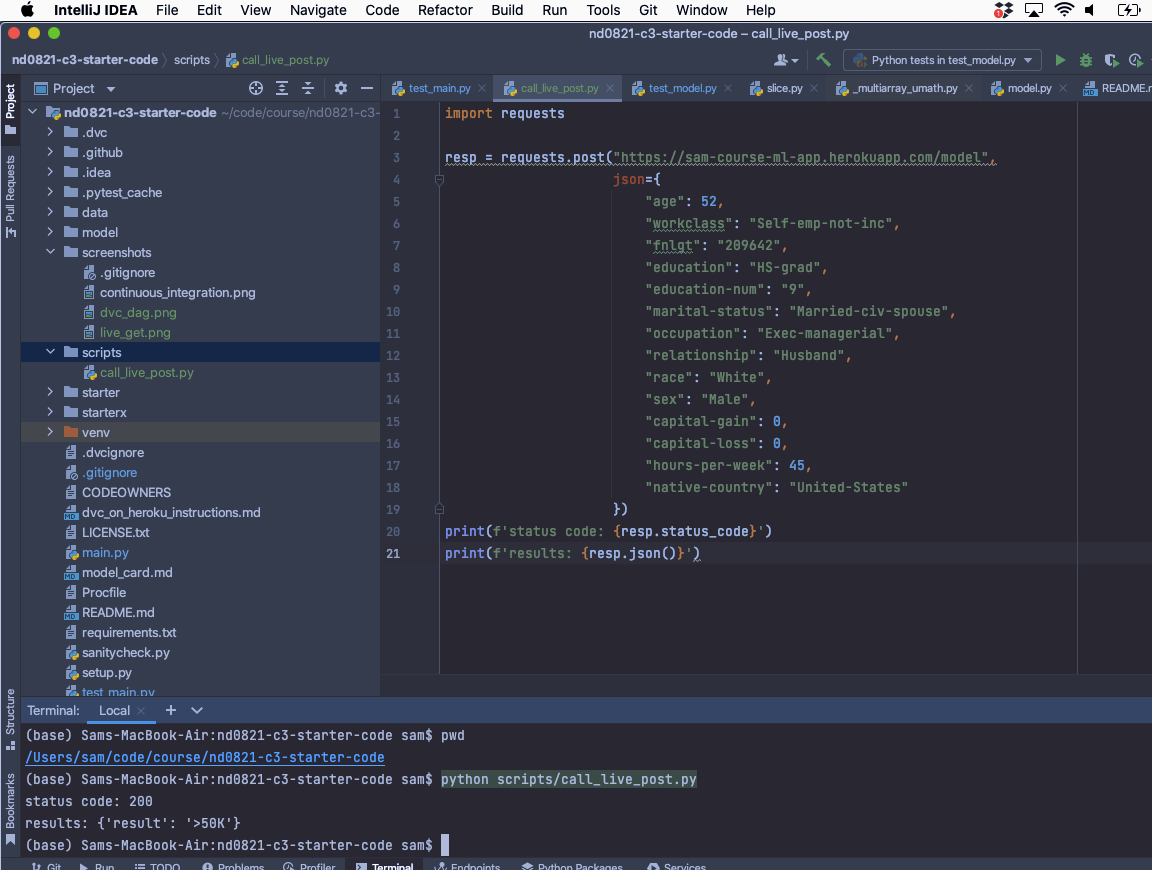 IntelliJ IDEA File Edit View Navigate Code Refactor Build Run Tools Git Window Help
nd0821-c3-starter-code – call_live_post.py
nd0821-c3-starter-code scripts call_live_post.py
Python tests in test_model.py
Project
test_main.py call_live_post.py test_model.py slice.py _multiarray_umath.py model.py README.m
Project
Pull Requests
Structure
Bookmarks
nd0821-c3-starter-code ~/code/course/nd0821-c3-
.dvc
.github
.idea
.pytest_cache
data
model
screenshots
.gitignore
continuous_integration.png
dvc_dag.png
live_get.png
scripts
call_live_post.py
starter
starterx
venv
.dvcignore
.gitignore
CODEOWNERS
dvc_on_heroku_instructions.md
LICENSE.txt
main.py
model_card.md
Procfile
README.md
requirements.txt
sanitycheck.py
setup.py
test_main.py
1 import requests
2
3 resp = requests.post("https://sam-course-ml-app.herokuapp.com/model",
4 json={
5 "age": 52,
6 "workclass": "Self-emp-not-inc",
7 "fnlgt": "209642",
8 "education": "HS-grad",
9 "education-num": "9",
10 "marital-status": "Married-civ-spouse",
11 "occupation": "Exec-managerial",
12 "relationship": "Husband",
13 "race": "White",
14 "sex": "Male",
15 "capital-gain": 0,
16 "capital-loss": 0,
17 "hours-per-week": 45,
18 "native-country": "United-States"
19 })
20 print(f'status code: {resp.status_code}')
21 print(f'results: {resp.json()}')
Terminal: Local
(base) Sams-MacBook-Air:nd0821-c3-starter-code sam$ pwd
/Users/sam/code/course/nd0821-c3-starter-code
(base) Sams-MacBook-Air:nd0821-c3-starter-code sam$ python scripts/call_live_post.py
status code: 200
results: {'result': '>50K'}
(base) Sams-MacBook-Air:nd0821-c3-starter-code sam$
Git Run TODO Problems Profiler Terminal Endpoints Python Packages Services